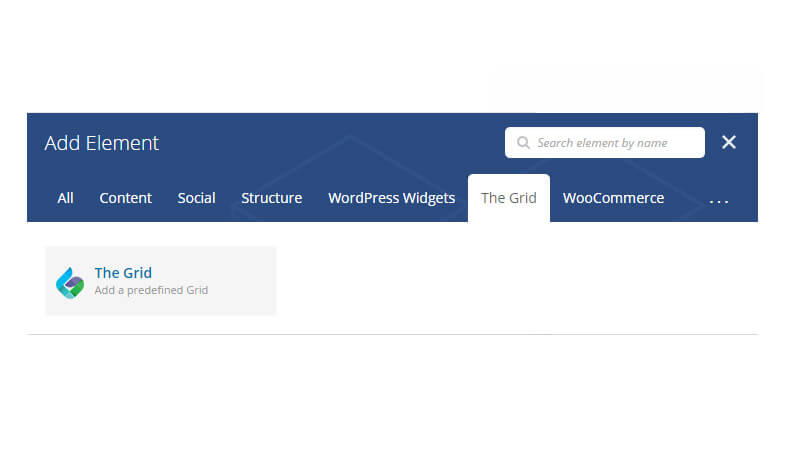 Add Element
Search element by name
All Content Social Structure WordPress Widgets The Grid WooCommerce ...
The Grid
Add a predefined Grid